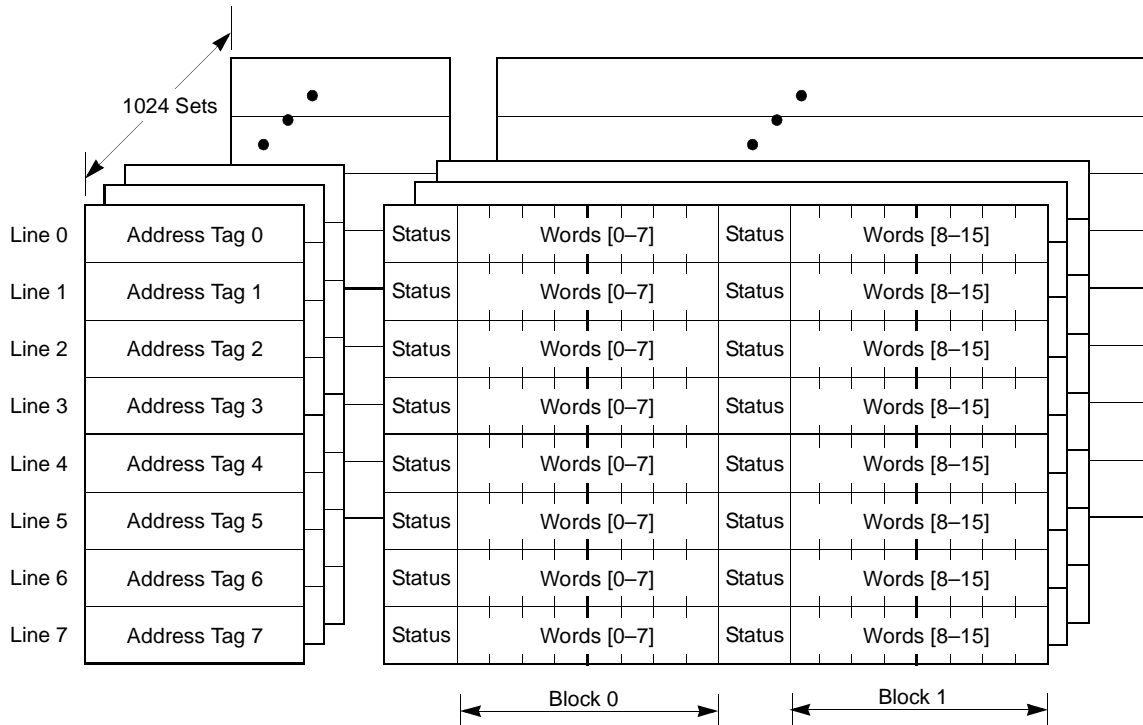 1024 Sets
Line 0 Address Tag 0 Status Words [0–7] Status Words [8–15]
Line 1 Address Tag 1 Status Words [0–7] Status Words [8–15]
Line 2 Address Tag 2 Status Words [0–7] Status Words [8–15]
Line 3 Address Tag 3 Status Words [0–7] Status Words [8–15]
Line 4 Address Tag 4 Status Words [0–7] Status Words [8–15]
Line 5 Address Tag 5 Status Words [0–7] Status Words [8–15]
Line 6 Address Tag 6 Status Words [0–7] Status Words [8–15]
Line 7 Address Tag 7 Status Words [0–7] Status Words [8–15]
Block 0 Block 1